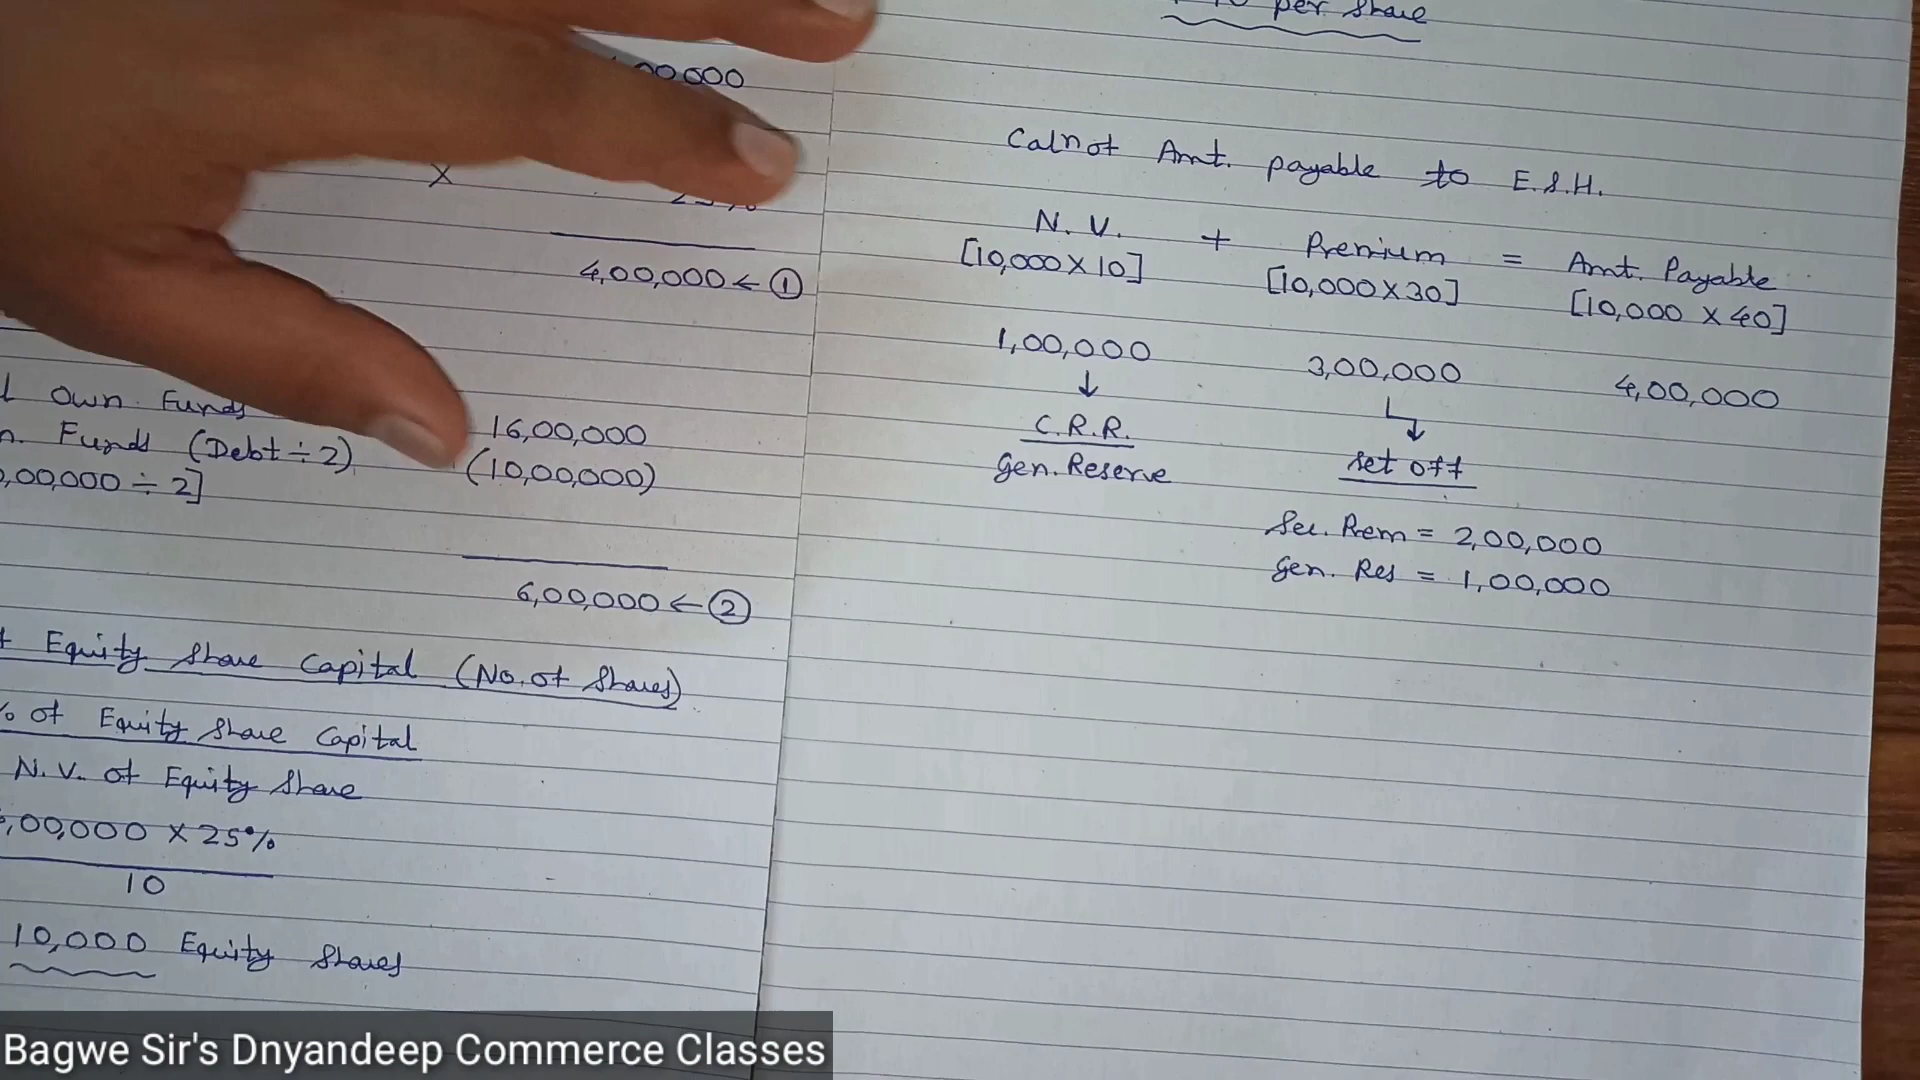 00,000
X
4,00,000 ← ①
Own Funds 16,00,000
Funds (Debt ÷ 2) (10,00,000)
,00,000 ÷ 2]
6,00,000 ← ②
Equity Share Capital (No. of Shares)
% of Equity Share Capital
N. V. of Equity Share
,00,000 X 25%
10
10,000 Equity Shares
per Share
Calnof Amt. payable to E.S.H.
N. V. + Premium = Amt. Payable
[10,000 X 10] [10,000 X 30] [10,000 X 40]
1,00,000 3,00,000 4,00,000
↓ ↓
C.R.R. set off
Gen. Reserve
Sec. Prem = 2,00,000
Gen. Res = 1,00,000
Bagwe Sir's Dnyandeep Commerce Classes